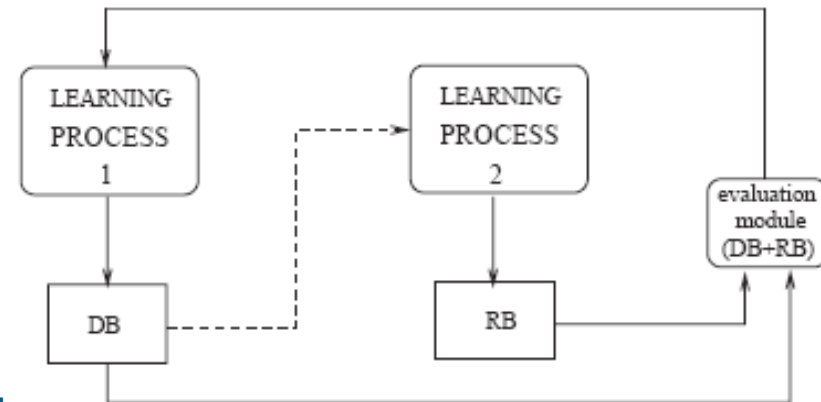 LEARNING
PROCESS
1
LEARNING
PROCESS
2
evaluation
module
(DB+RB)
DB
RB